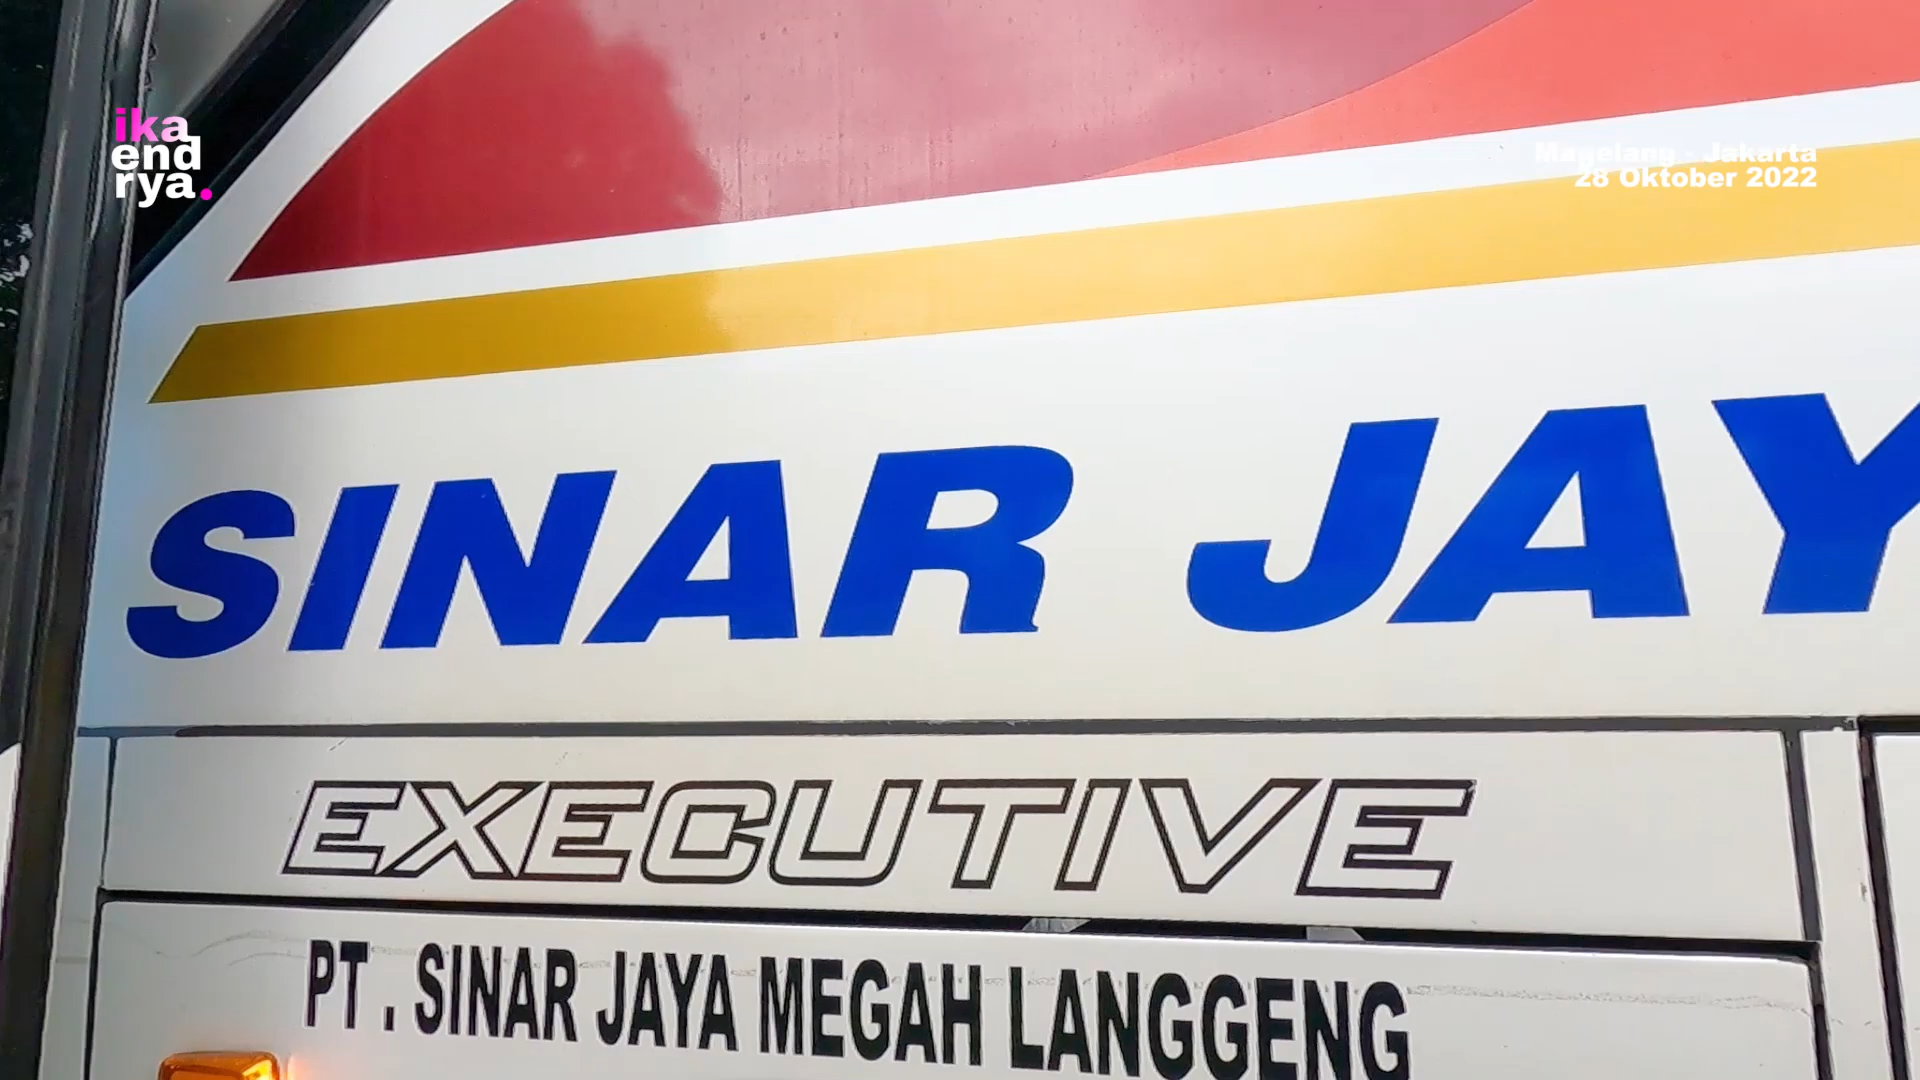 ika
end
rya.
Magelang - Jakarta
28 Oktober 2022
SINAR JAY
EXECUTIVE
PT . SINAR JAYA MEGAH LANGGENG